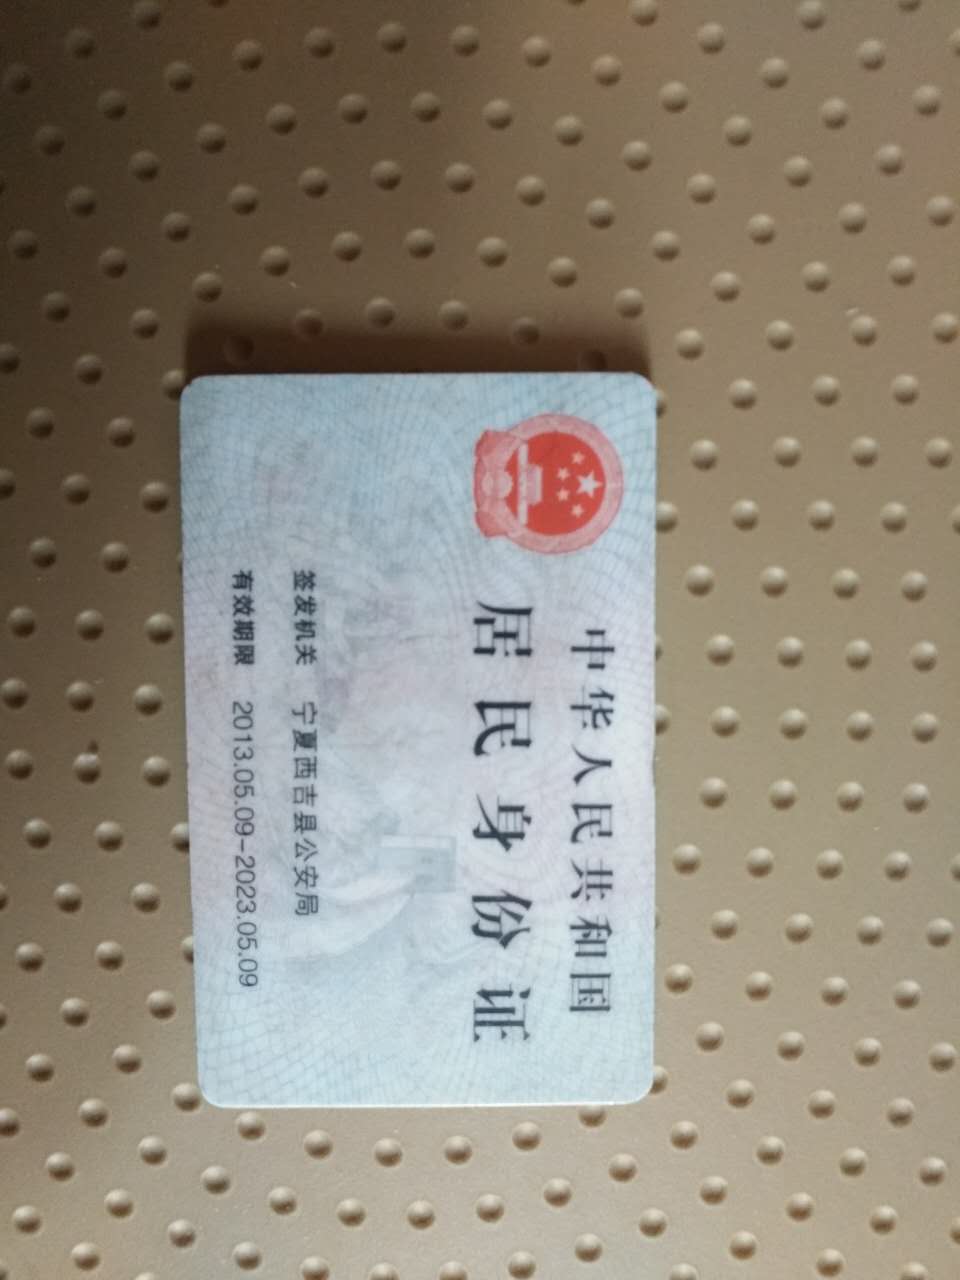 中华人民共和国
居民身份证
签发机关 宁夏西吉县公安局
有效期限 2013.05.09-2023.05.09